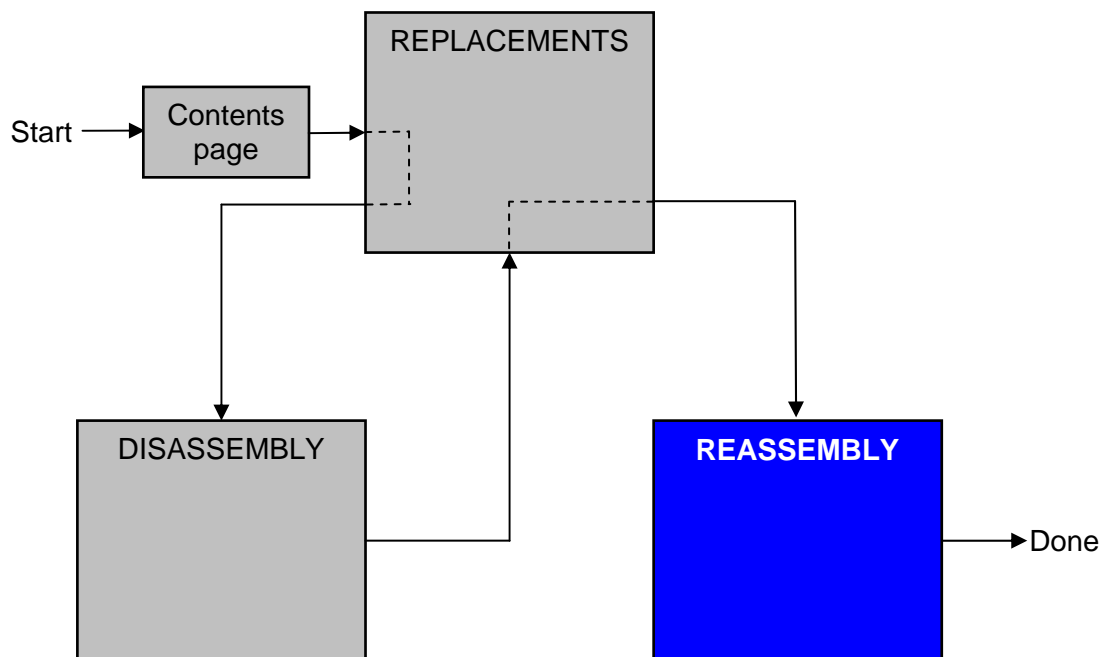 REPLACEMENTS
Start
Contents
page
DISASSEMBLY
REASSEMBLY
Done